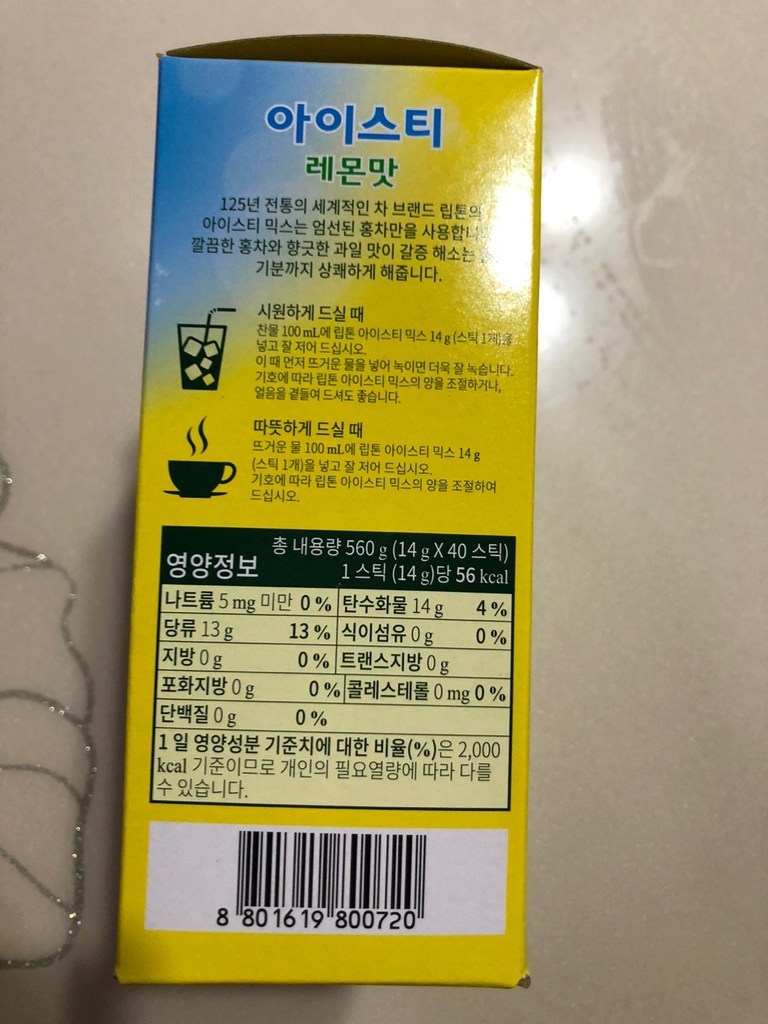 아이스티
레몬맛
125년 전통의 세계적인 차 브랜드 립톤의
아이스티 믹스는 엄선된 홍차만을 사용합니
깔끔한 홍차와 향긋한 과일 맛이 갈증 해소는
기분까지 상쾌하게 해줍니다.
시원하게 드실 때
찬물 100 mL에 립톤 아이스티 믹스 14 g (스틱 1개)을
넣고 잘 저어 드십시오.
이 때 먼저 뜨거운 물을 넣어 녹이면 더욱 잘 녹습니다.
기호에 따라 립톤 아이스티 믹스의 양을 조절하거나,
얼음을 곁들여 드셔도 좋습니다.
따뜻하게 드실 때
뜨거운 물 100 mL에 립톤 아이스티 믹스 14 g
(스틱 1개)을 넣고 잘 저어 드십시오.
기호에 따라 립톤 아이스티 믹스의 양을 조절하여
드십시오.
영양정보
총 내용량 560 g (14 g X 40 스틱)
1 스틱 (14 g)당 56 kcal
나트륨 5 mg 미만 0 % 탄수화물 14 g 4 %
당류 13 g 13 % 식이섬유 0 g 0 %
지방 0 g 0 % 트랜스지방 0 g
포화지방 0 g 0 % 콜레스테롤 0 mg 0 %
단백질 0 g 0 %
1 일 영양성분 기준치에 대한 비율(%)은 2,000
kcal 기준이므로 개인의 필요열량에 따라 다를
수 있습니다.
8 801619 800720